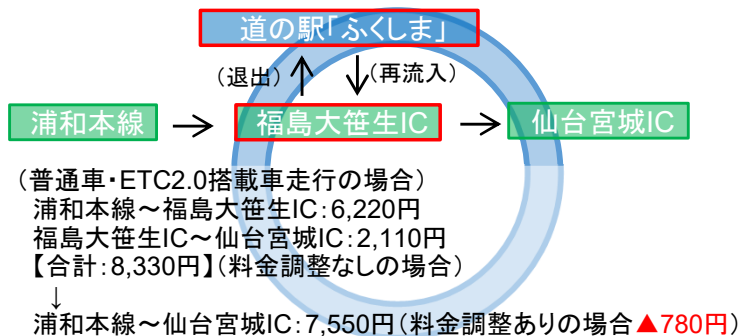 道の駅「ふくしま」
（退出）
（再流入）
浦和本線
福島大笹生IC
仙台宮城IC
（普通車・ETC2.0搭載車走行の場合）
浦和本線～福島大笹生IC：6,220円
福島大笹生IC～仙台宮城IC：2,110円
【合計：8,330円】（料金調整なしの場合）
↓
浦和本線～仙台宮城IC：7,550円（料金調整ありの場合▲780円）